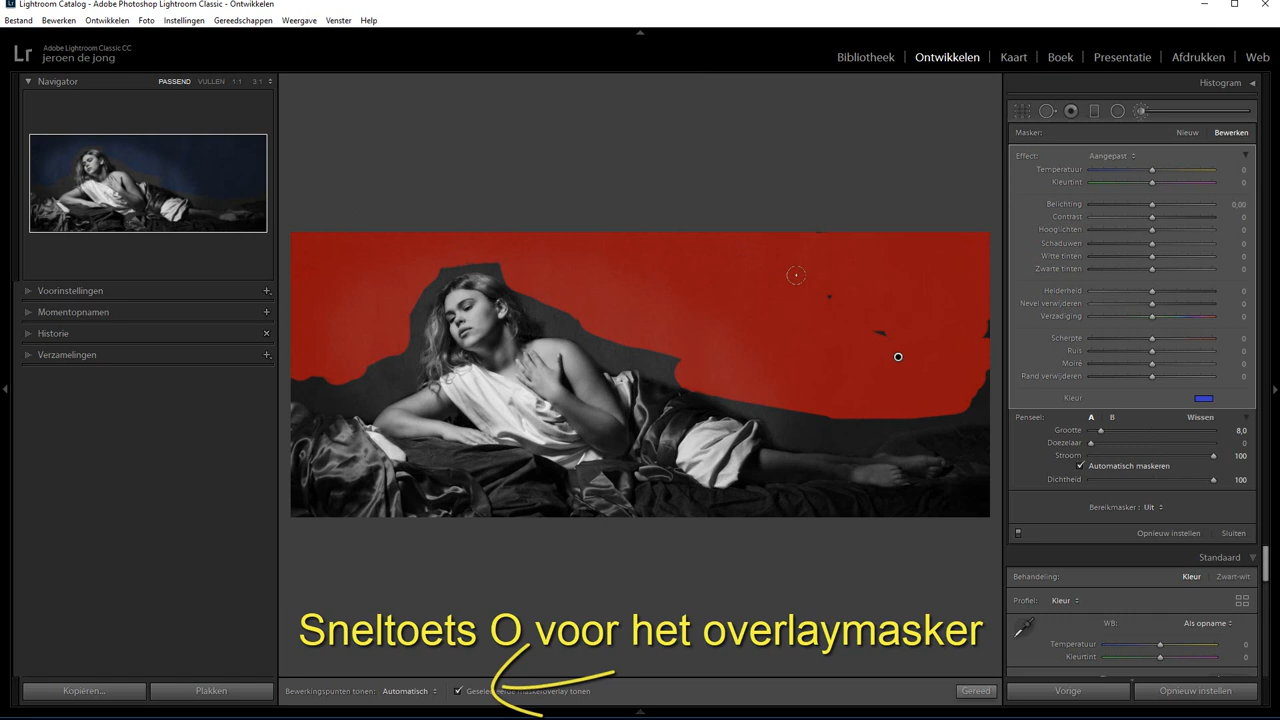 Lightroom Catalog - Adobe Photoshop Lightroom Classic - Ontwikkelen
Bestand Bewerken Ontwikkelen Foto Instellingen Gereedschappen Weergave Venster Help
Lr
Adobe Lightroom Classic CC
jeroen de jong
Bibliotheek | Ontwikkelen | Kaart | Boek | Presentatie | Afdrukken | Web
Navigator PASSEND VULLEN 1:1 3:1
Voorinstellingen
Momentopnamen
Historie
Verzamelingen
Kopiëren...
Plakken
Histogram
Masker: Nieuw Bewerken
Effect: Aangepast
Temperatuur 0
Kleurtint 0
Belichting 0,00
Contrast 0
Hooglichten 0
Schaduwen 0
Witte tinten 0
Zwarte tinten 0
Helderheid 0
Nevel verwijderen 0
Verzadiging 0
Scherpte 0
Ruis 0
Moiré 0
Rand verwijderen 0
Kleur
Penseel: A B Wissen
Grootte 8,0
Doezelaar 0
Stroom 100
Automatisch maskeren
Dichtheid 100
Bereikmasker : Uit
Opnieuw instellen Sluiten
Standaard
Behandeling: Kleur Zwart-wit
Profiel: Kleur
WB: Als opname
Temperatuur
Kleurtint
Vorige
Opnieuw instellen
Sneltoets O voor het overlaymasker
Bewerkingspunten tonen: Automatisch Geselecteerde maskeroverlay tonen
Gereed